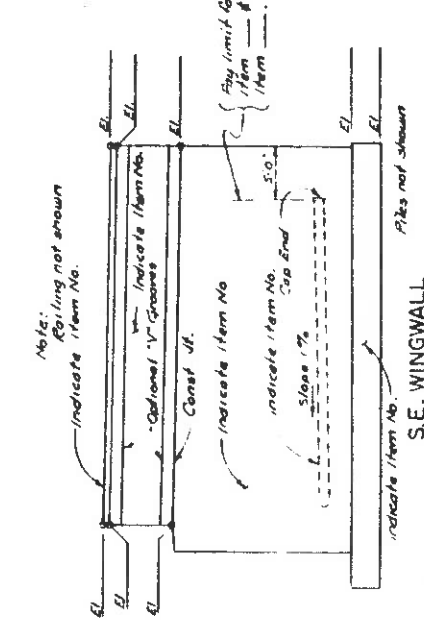 Note:
Railing not shown
Indicate Item No.
El.
El.
El.
El.
El.
Indicate Item No.
Optional "V" Grooves
Const. Jt.
El.
Pay limit
Item
Item
5'-0"
Indicate Item No
Indicate Item No.
Cap End
Slope 1%
El.
El.
Piles not shown
Indicate Item No.
S.E. WINGWALL